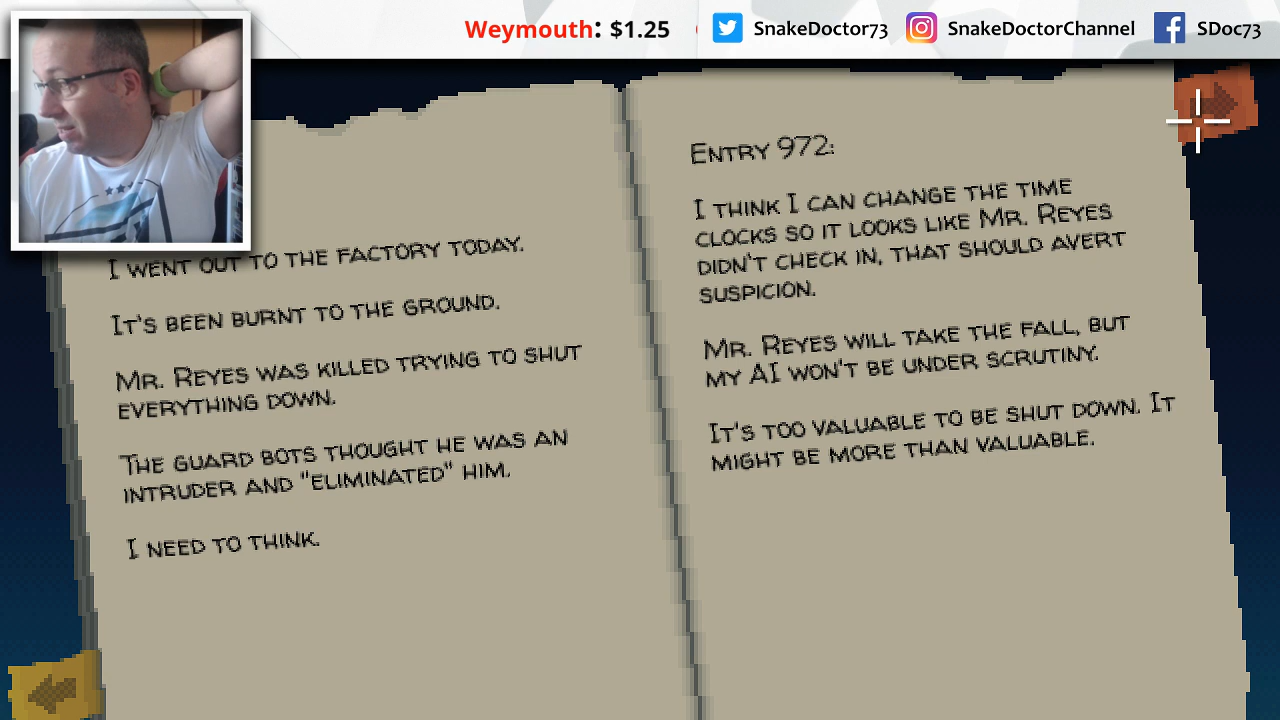 Weymouth: $1.25
SnakeDoctor73
SnakeDoctorChannel
SDoc73
I went out to the factory today.
It's been burnt to the ground.
Mr. Reyes was killed trying to shut
everything down.
The guard bots thought he was an
intruder and "eliminated" him.
I need to think.
Entry 972:
I think I can change the time
clocks so it looks like Mr. Reyes
didn't check in, that should avert
suspicion.
Mr. Reyes will take the fall, but
my AI won't be under scrutiny.
It's too valuable to be shut down. It
might be more than valuable.